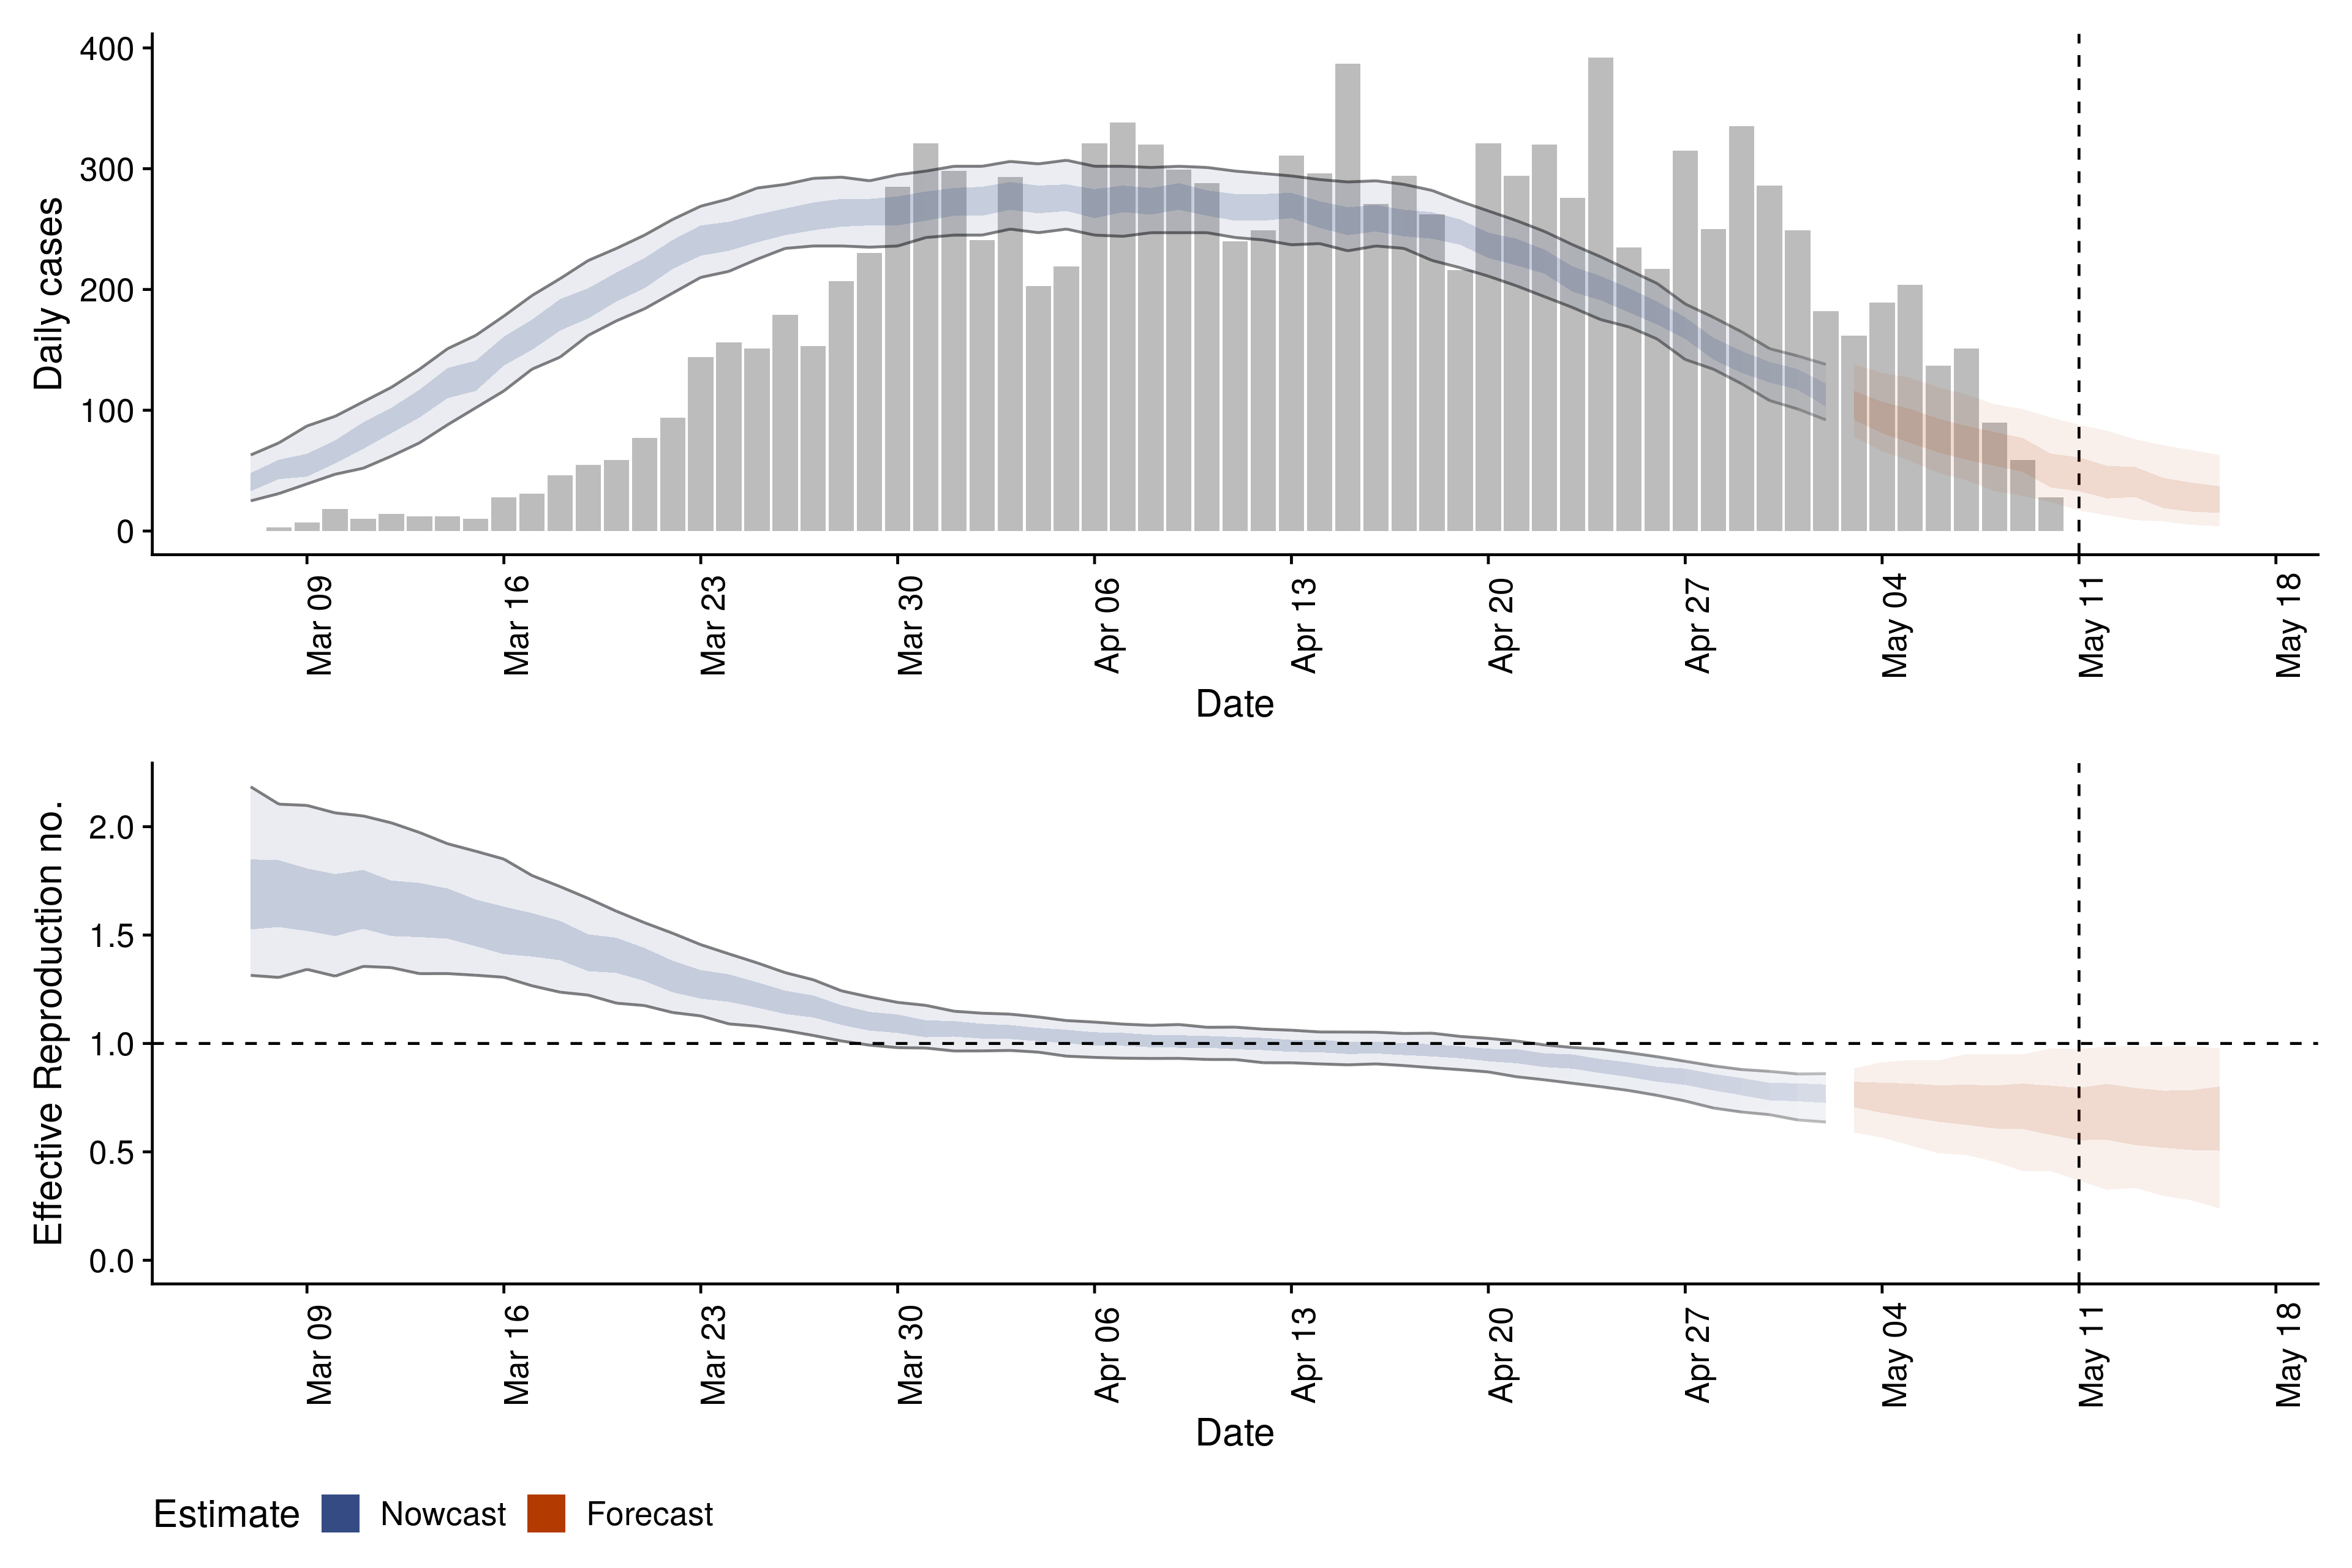 Daily cases
400
300
200
100
0
Mar 09 Mar 16 Mar 23 Mar 30 Apr 06 Apr 13 Apr 20 Apr 27 May 04 May 11 May 18
Date
Effective Reproduction no.
2.0
1.5
1.0
0.5
0.0
Mar 09 Mar 16 Mar 23 Mar 30 Apr 06 Apr 13 Apr 20 Apr 27 May 04 May 11 May 18
Date
Estimate Nowcast Forecast